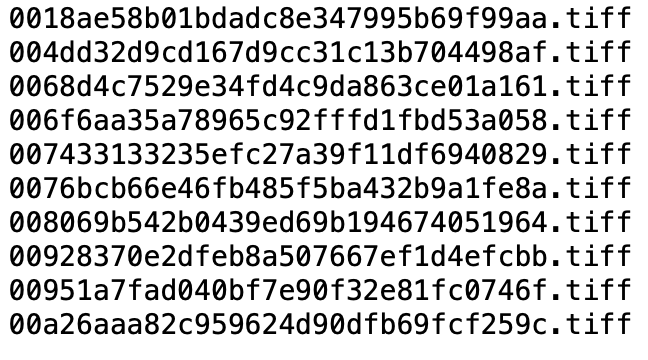 0018ae58b01bdadc8e347995b69f99aa.tiff
004dd32d9cd167d9cc31c13b704498af.tiff
0068d4c7529e34fd4c9da863ce01a161.tiff
006f6aa35a78965c92fffd1fbd53a058.tiff
007433133235efc27a39f11df6940829.tiff
0076bcb66e46fb485f5ba432b9a1fe8a.tiff
008069b542b0439ed69b194674051964.tiff
00928370e2dfeb8a507667ef1d4efcbb.tiff
00951a7fad040bf7e90f32e81fc0746f.tiff
00a26aaa82c959624d90dfb69fcf259c.tiff